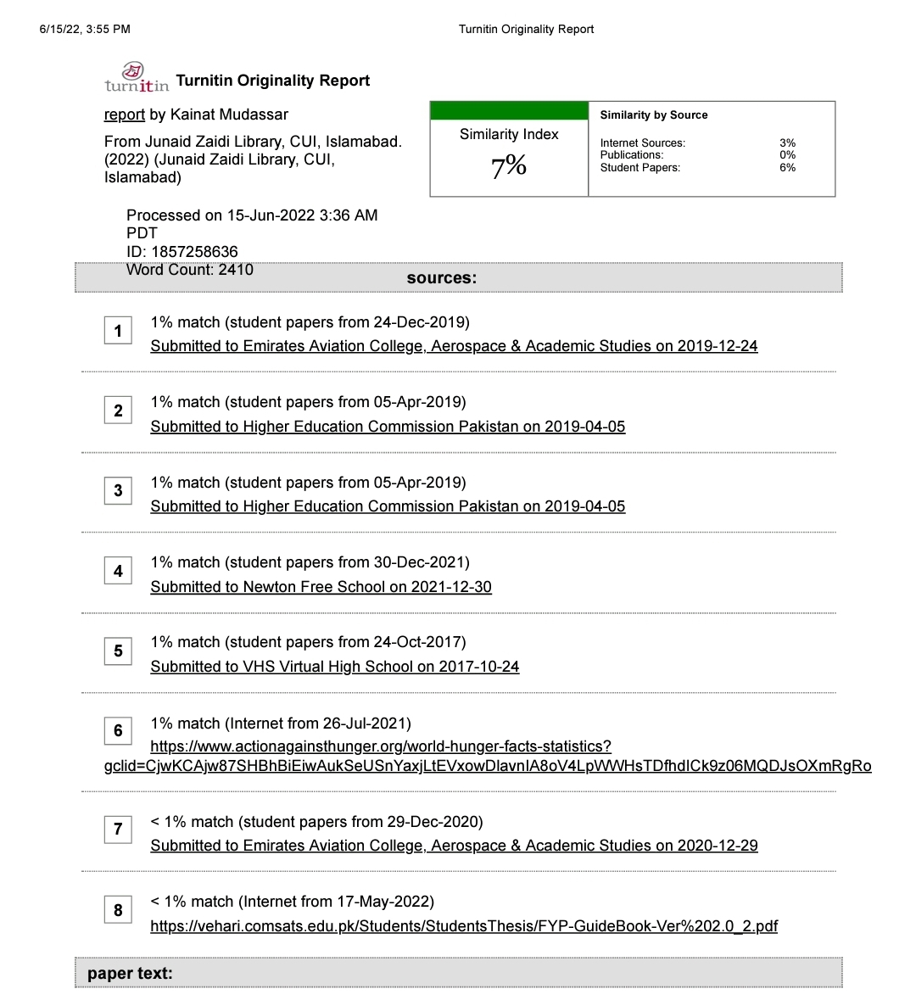 6/15/22, 3:55 PM
Turnitin Originality Report
turnitin
Turnitin Originality Report
report by Kainat Mudassar
From Junaid Zaidi Library, CUI, Islamabad.
(2022) (Junaid Zaidi Library, CUI,
Islamabad)
Similarity Index
7%
Similarity by Source
Internet Sources: 3%
Publications: 0%
Student Papers: 6%
Processed on 15-Jun-2022 3:36 AM
PDT
ID: 1857258636
Word Count: 2410
sources:
1
1% match (student papers from 24-Dec-2019)
Submitted to Emirates Aviation College, Aerospace & Academic Studies on 2019-12-24
2
1% match (student papers from 05-Apr-2019)
Submitted to Higher Education Commission Pakistan on 2019-04-05
3
1% match (student papers from 05-Apr-2019)
Submitted to Higher Education Commission Pakistan on 2019-04-05
4
1% match (student papers from 30-Dec-2021)
Submitted to Newton Free School on 2021-12-30
5
1% match (student papers from 24-Oct-2017)
Submitted to VHS Virtual High School on 2017-10-24
6
1% match (Internet from 26-Jul-2021)
https://www.actionagainsthunger.org/world-hunger-facts-statistics?
gclid=CjwKCAjw87SHBhBiEiwAukSeUSnYaxjLtEVxowDlavnIA8oV4LpWWHsTDfhdICk9z06MQDJsOXmRgRo
7
< 1% match (student papers from 29-Dec-2020)
Submitted to Emirates Aviation College, Aerospace & Academic Studies on 2020-12-29
8
< 1% match (Internet from 17-May-2022)
https://vehari.comsats.edu.pk/Students/StudentsThesis/FYP-GuideBook-Ver%202.0_2.pdf
paper text: